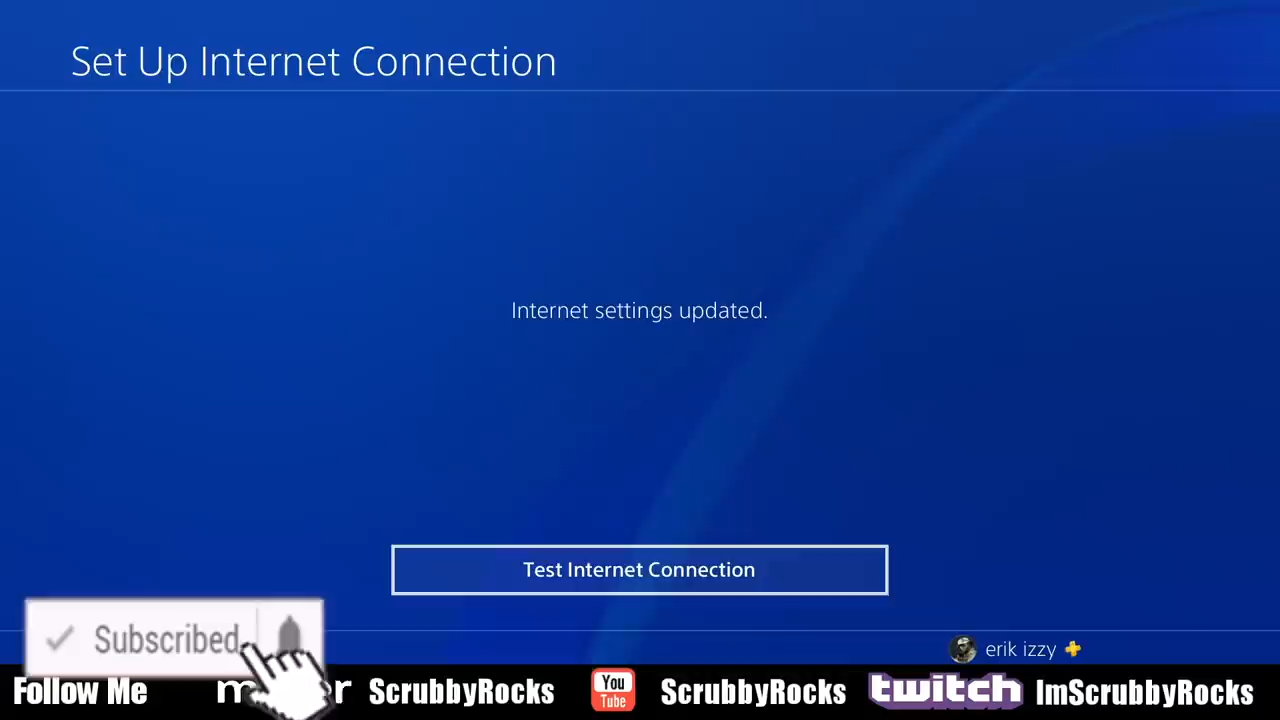 Set Up Internet Connection
Internet settings updated.
Test Internet Connection
Subscribed
erik izzy
Follow Me
ScrubbyRocks
You
Tube
ScrubbyRocks
twitch
ImScrubbyRocks